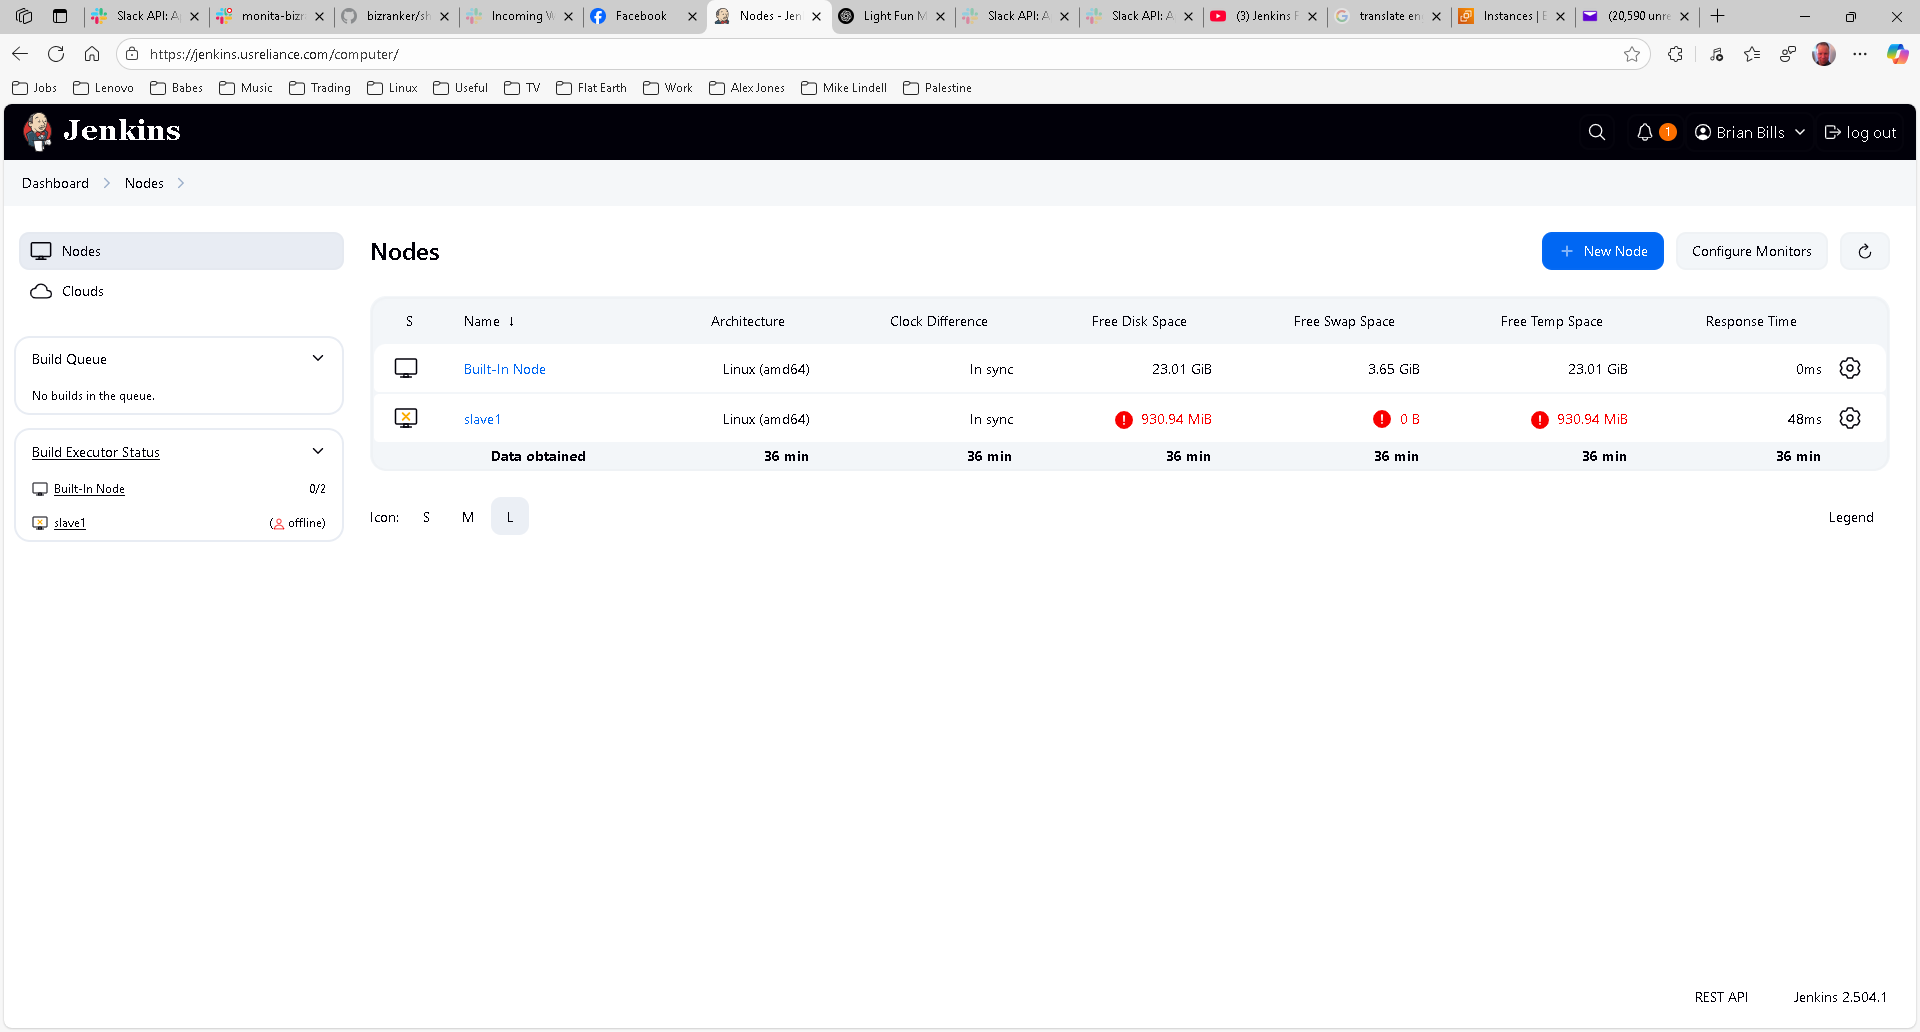 Slack API: A
monita-bizr
bizranker/sh
Incoming W
Facebook
Nodes - Jen
Light Fun M
Slack API: A
Slack API: A
(3) Jenkins F
translate en
Instances | E
(20,590 unre
https://jenkins.usreliance.com/computer/
Jobs
Lenovo
Babes
Music
Trading
Linux
Useful
TV
Flat Earth
Work
Alex Jones
Mike Lindell
Palestine
Jenkins
1
Brian Bills
log out
Dashboard
Nodes
Nodes
Clouds
Build Queue
No builds in the queue.
Build Executor Status
Built-In Node 0/2
slave1 (offline)
Nodes
New Node
Configure Monitors
S Name ↓ Architecture Clock Difference Free Disk Space Free Swap Space Free Temp Space Response Time
Built-In Node Linux (amd64) In sync 23.01 GiB 3.65 GiB 23.01 GiB 0ms
slave1 Linux (amd64) In sync 930.94 MiB 0 B 930.94 MiB 48ms
Data obtained 36 min 36 min 36 min 36 min 36 min 36 min
Icon: S M L
Legend
REST API
Jenkins 2.504.1